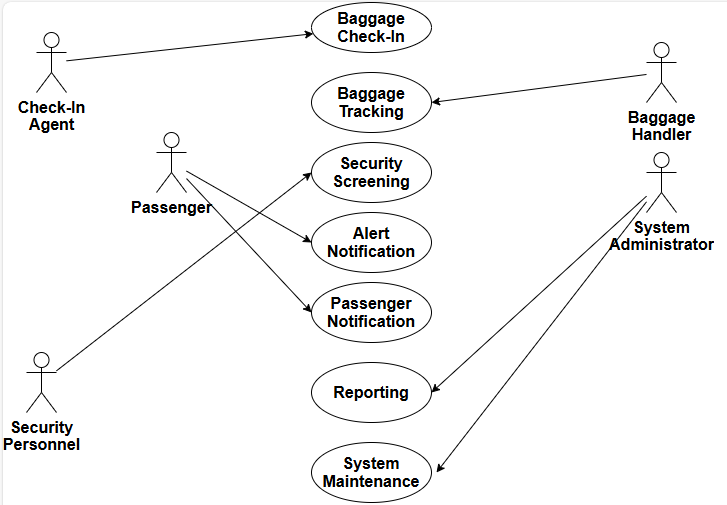 Baggage
Check-In
Check-In
Agent
Baggage
Tracking
Baggage
Handler
Security
Screening
Passenger
System
Administrator
Alert
Notification
Passenger
Notification
Reporting
Security
Personnel
System
Maintenance